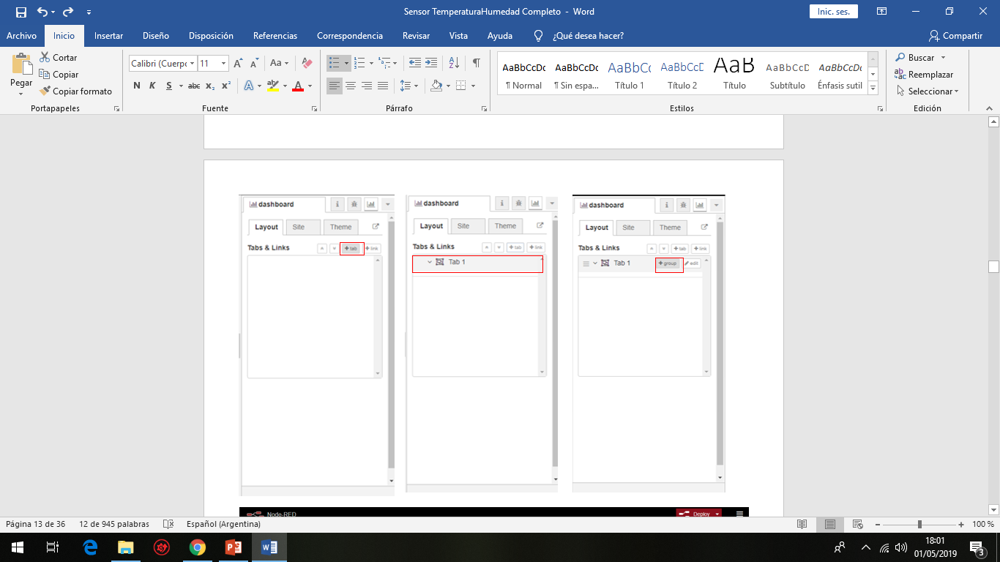 Sensor TemperaturaHumedad Completo - Word
Inic. ses.
Archivo Inicio Insertar Diseño Disposición Referencias Correspondencia Revisar Vista Ayuda ¿Qué desea hacer? Compartir
Pegar
Cortar
Copiar
Copiar formato
Portapapeles
Calibri (Cuerpo 11
N K S abc x₂ x²
Fuente
Párrafo
AaBbCcDc AaBbCcDc AaBbCc AaBbCcD AaB AaBbCcD AaBbCcDc
¶ Normal ¶ Sin espa... Título 1 Título 2 Título Subtítulo Énfasis sutil
Estilos
Buscar
Reemplazar
Seleccionar
Edición
dashboard
Layout Site Theme
Tabs & Links +tab +link
dashboard
Layout Site Theme
Tabs & Links +tab +link
Tab 1
dashboard
Layout Site Theme
Tabs & Links +tab +link
Tab 1 +group edit
Node-RED Deploy
Página 13 de 36 12 de 945 palabras Español (Argentina) 100 %
18:01
01/05/2019
3